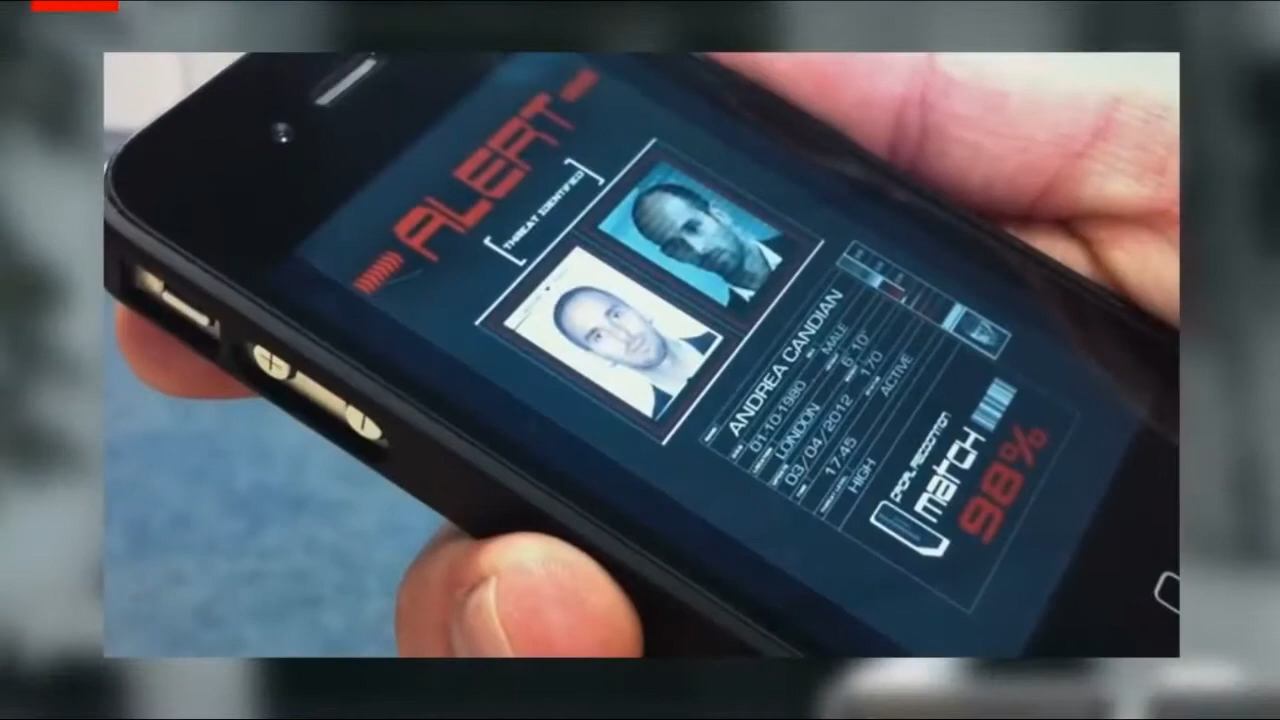 ALERT
[THREAT IDENTIFIED]
ANDREA CANDIAN
01·10·1980
MALE
LONDON
6' 10"
03/04/2012
170
17:45
ACTIVE
HIGH
match
98%